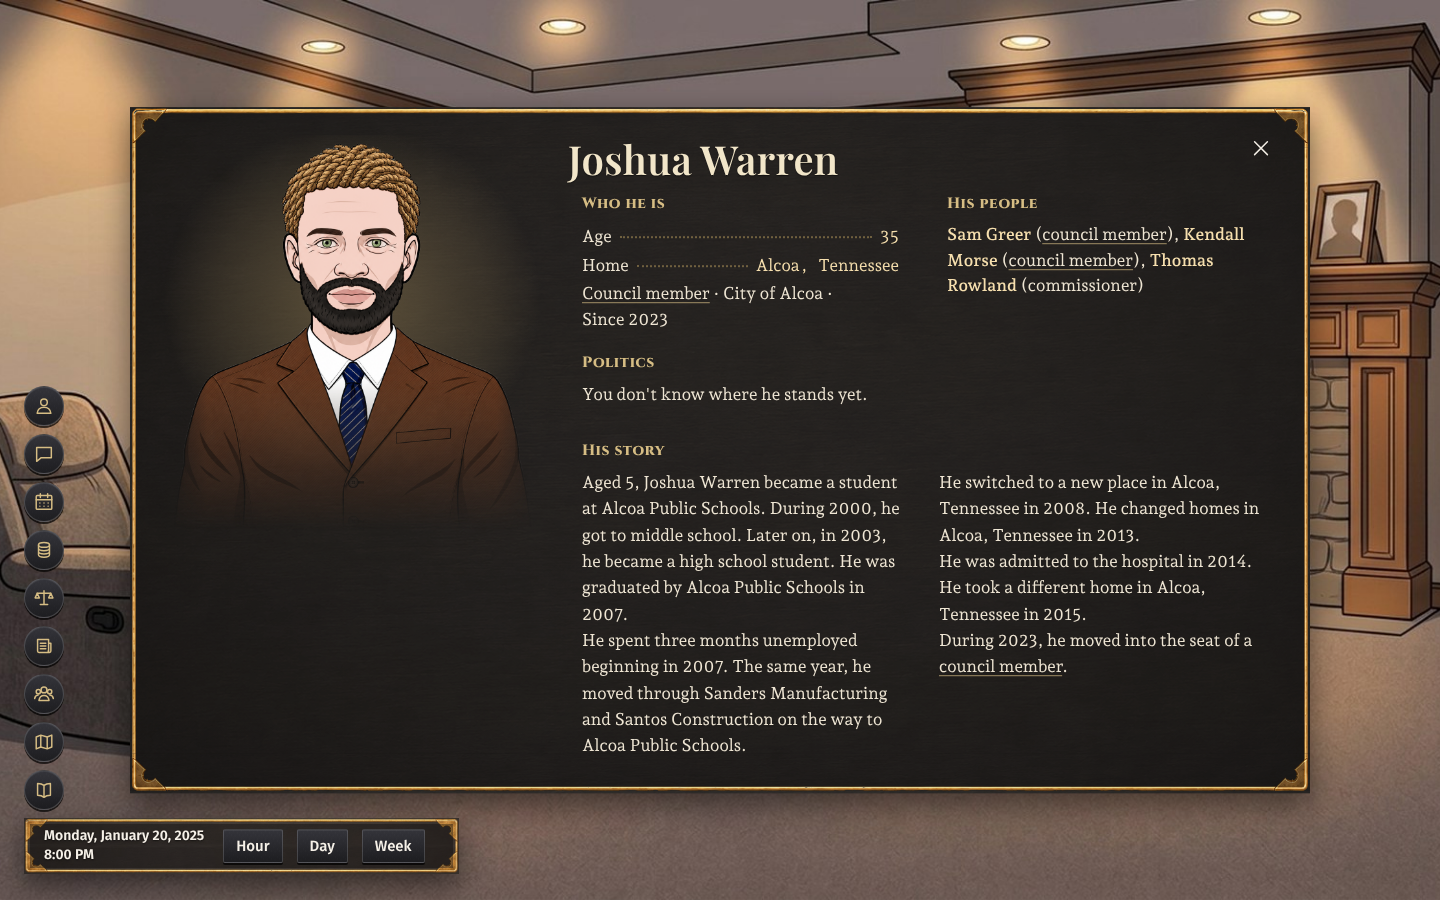 Joshua Warren
Who he is
Age 35
Home Alcoa, Tennessee
Council member · City of Alcoa ·
Since 2023
His people
Sam Greer (council member), Kendall
Morse (council member), Thomas
Rowland (commissioner)
Politics
You don't know where he stands yet.
His story
Aged 5, Joshua Warren became a student
at Alcoa Public Schools. During 2000, he
got to middle school. Later on, in 2003,
he became a high school student. He was
graduated by Alcoa Public Schools in
2007.
He spent three months unemployed
beginning in 2007. The same year, he
moved through Sanders Manufacturing
and Santos Construction on the way to
Alcoa Public Schools.
He switched to a new place in Alcoa,
Tennessee in 2008. He changed homes in
Alcoa, Tennessee in 2013.
He was admitted to the hospital in 2014.
He took a different home in Alcoa,
Tennessee in 2015.
During 2023, he moved into the seat of a
council member.
Monday, January 20, 2025
8:00 PM
Hour
Day
Week